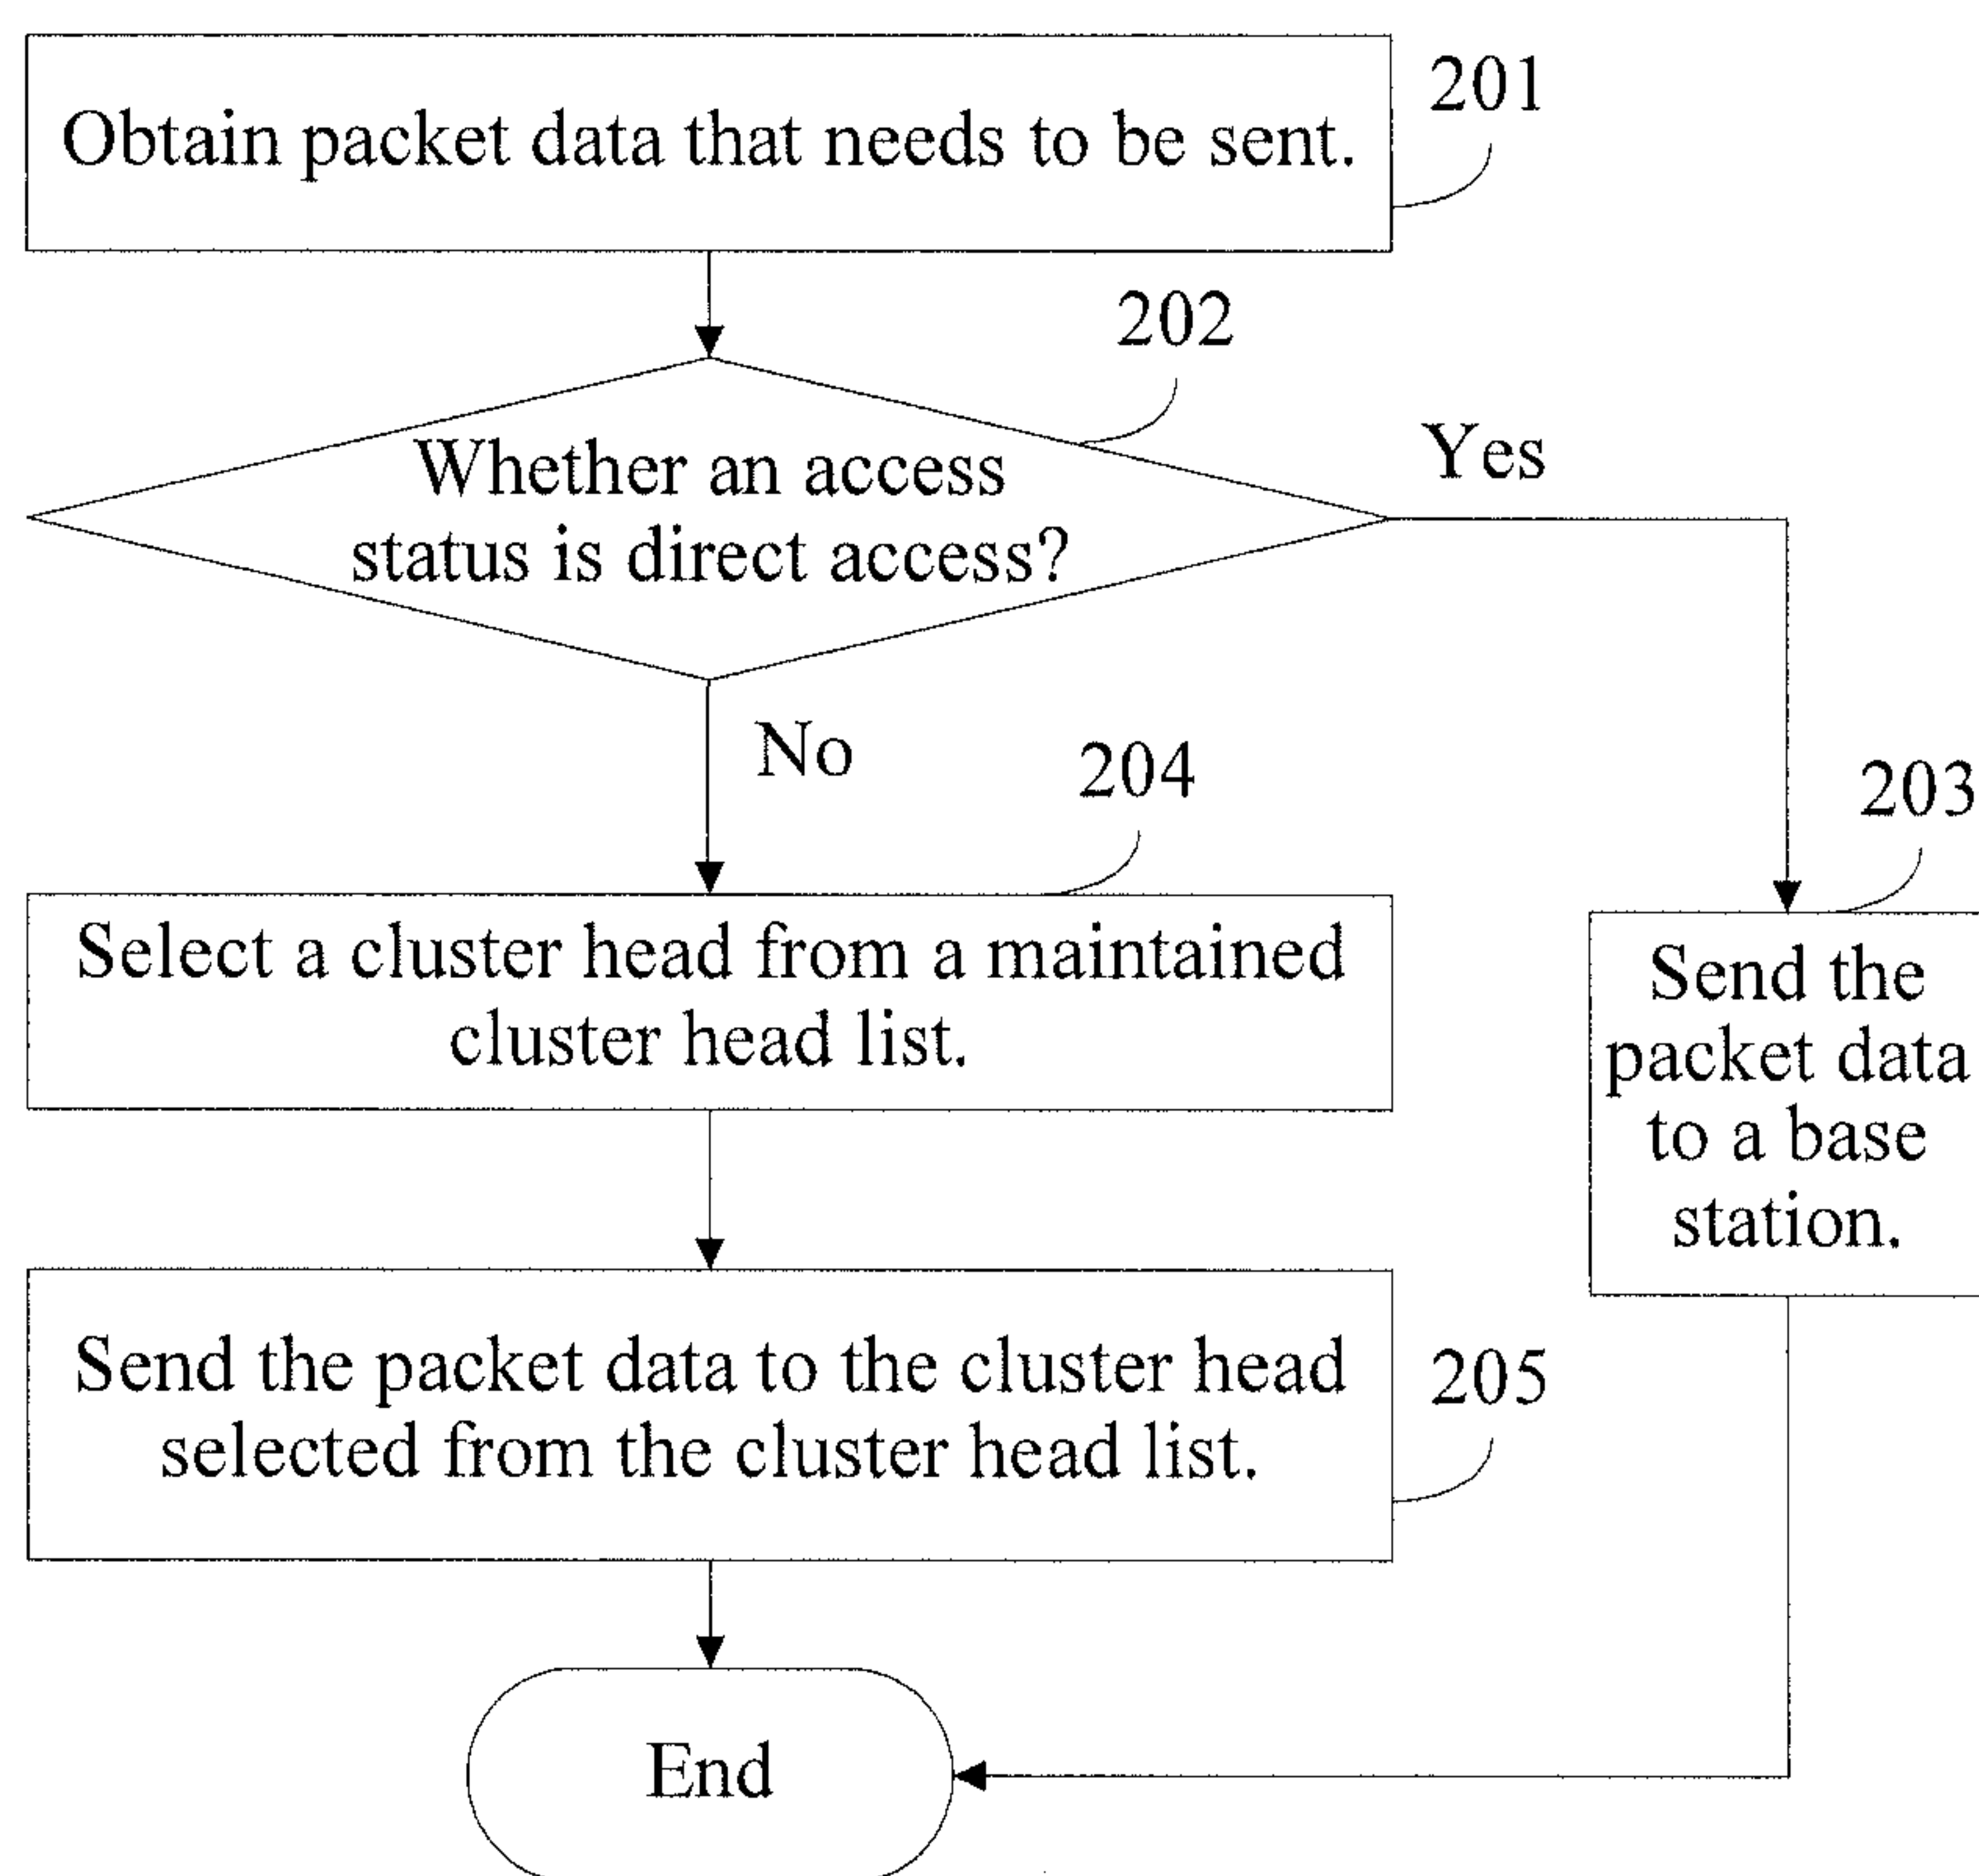 Obtain packet data that needs to be sent.
201
202
Whether an access
status is direct access?
Yes
No
204
203
Select a cluster head from a maintained
cluster head list.
Send the
packet data
to a base
station.
Send the packet data to the cluster head
selected from the cluster head list.
205
End